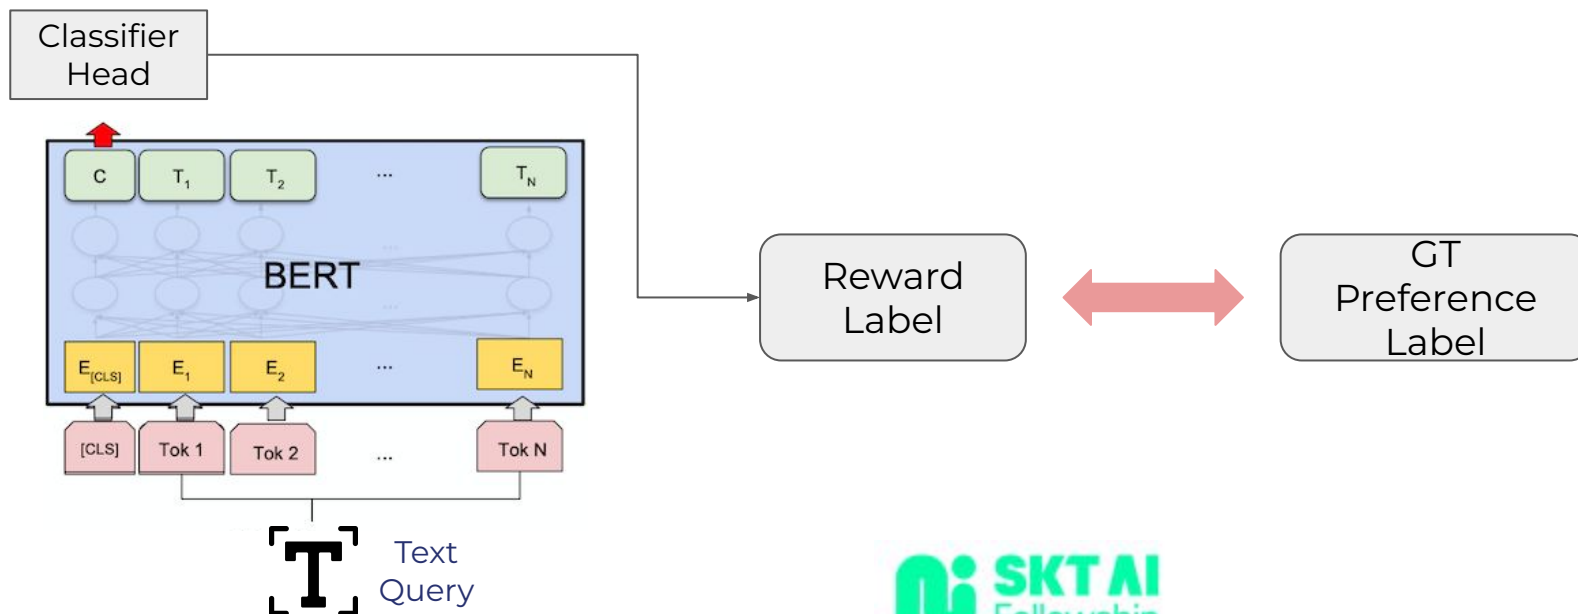 Classifier
Head
C T1 T2 ... TN
...
BERT
...
E[CLS] E1 E2 ... EN
[CLS] Tok 1 Tok 2 ... Tok N
T Text
Query
Reward
Label
GT
Preference
Label
SKT AI
Fellowship